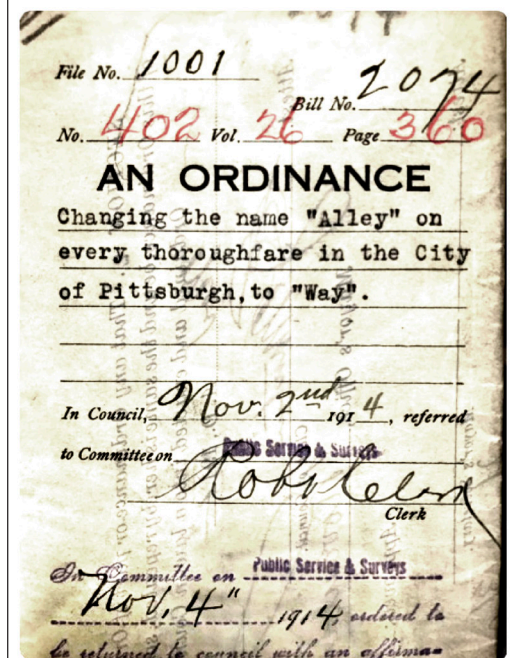 File No. 1001
Bill No. 2074
No. 402 Vol. 26 Page 360
AN ORDINANCE
Changing the name "Alley" on
every thoroughfare in the City
of Pittsburgh, to "Way".
In Council, Nov. 2nd 1914, referred
to Committee on Public Service & Surveys
Robt Clark
Clerk
In Committee on Public Service & Surveys
Nov, 4" 1914, ordered to
be returned to council with an affirma-